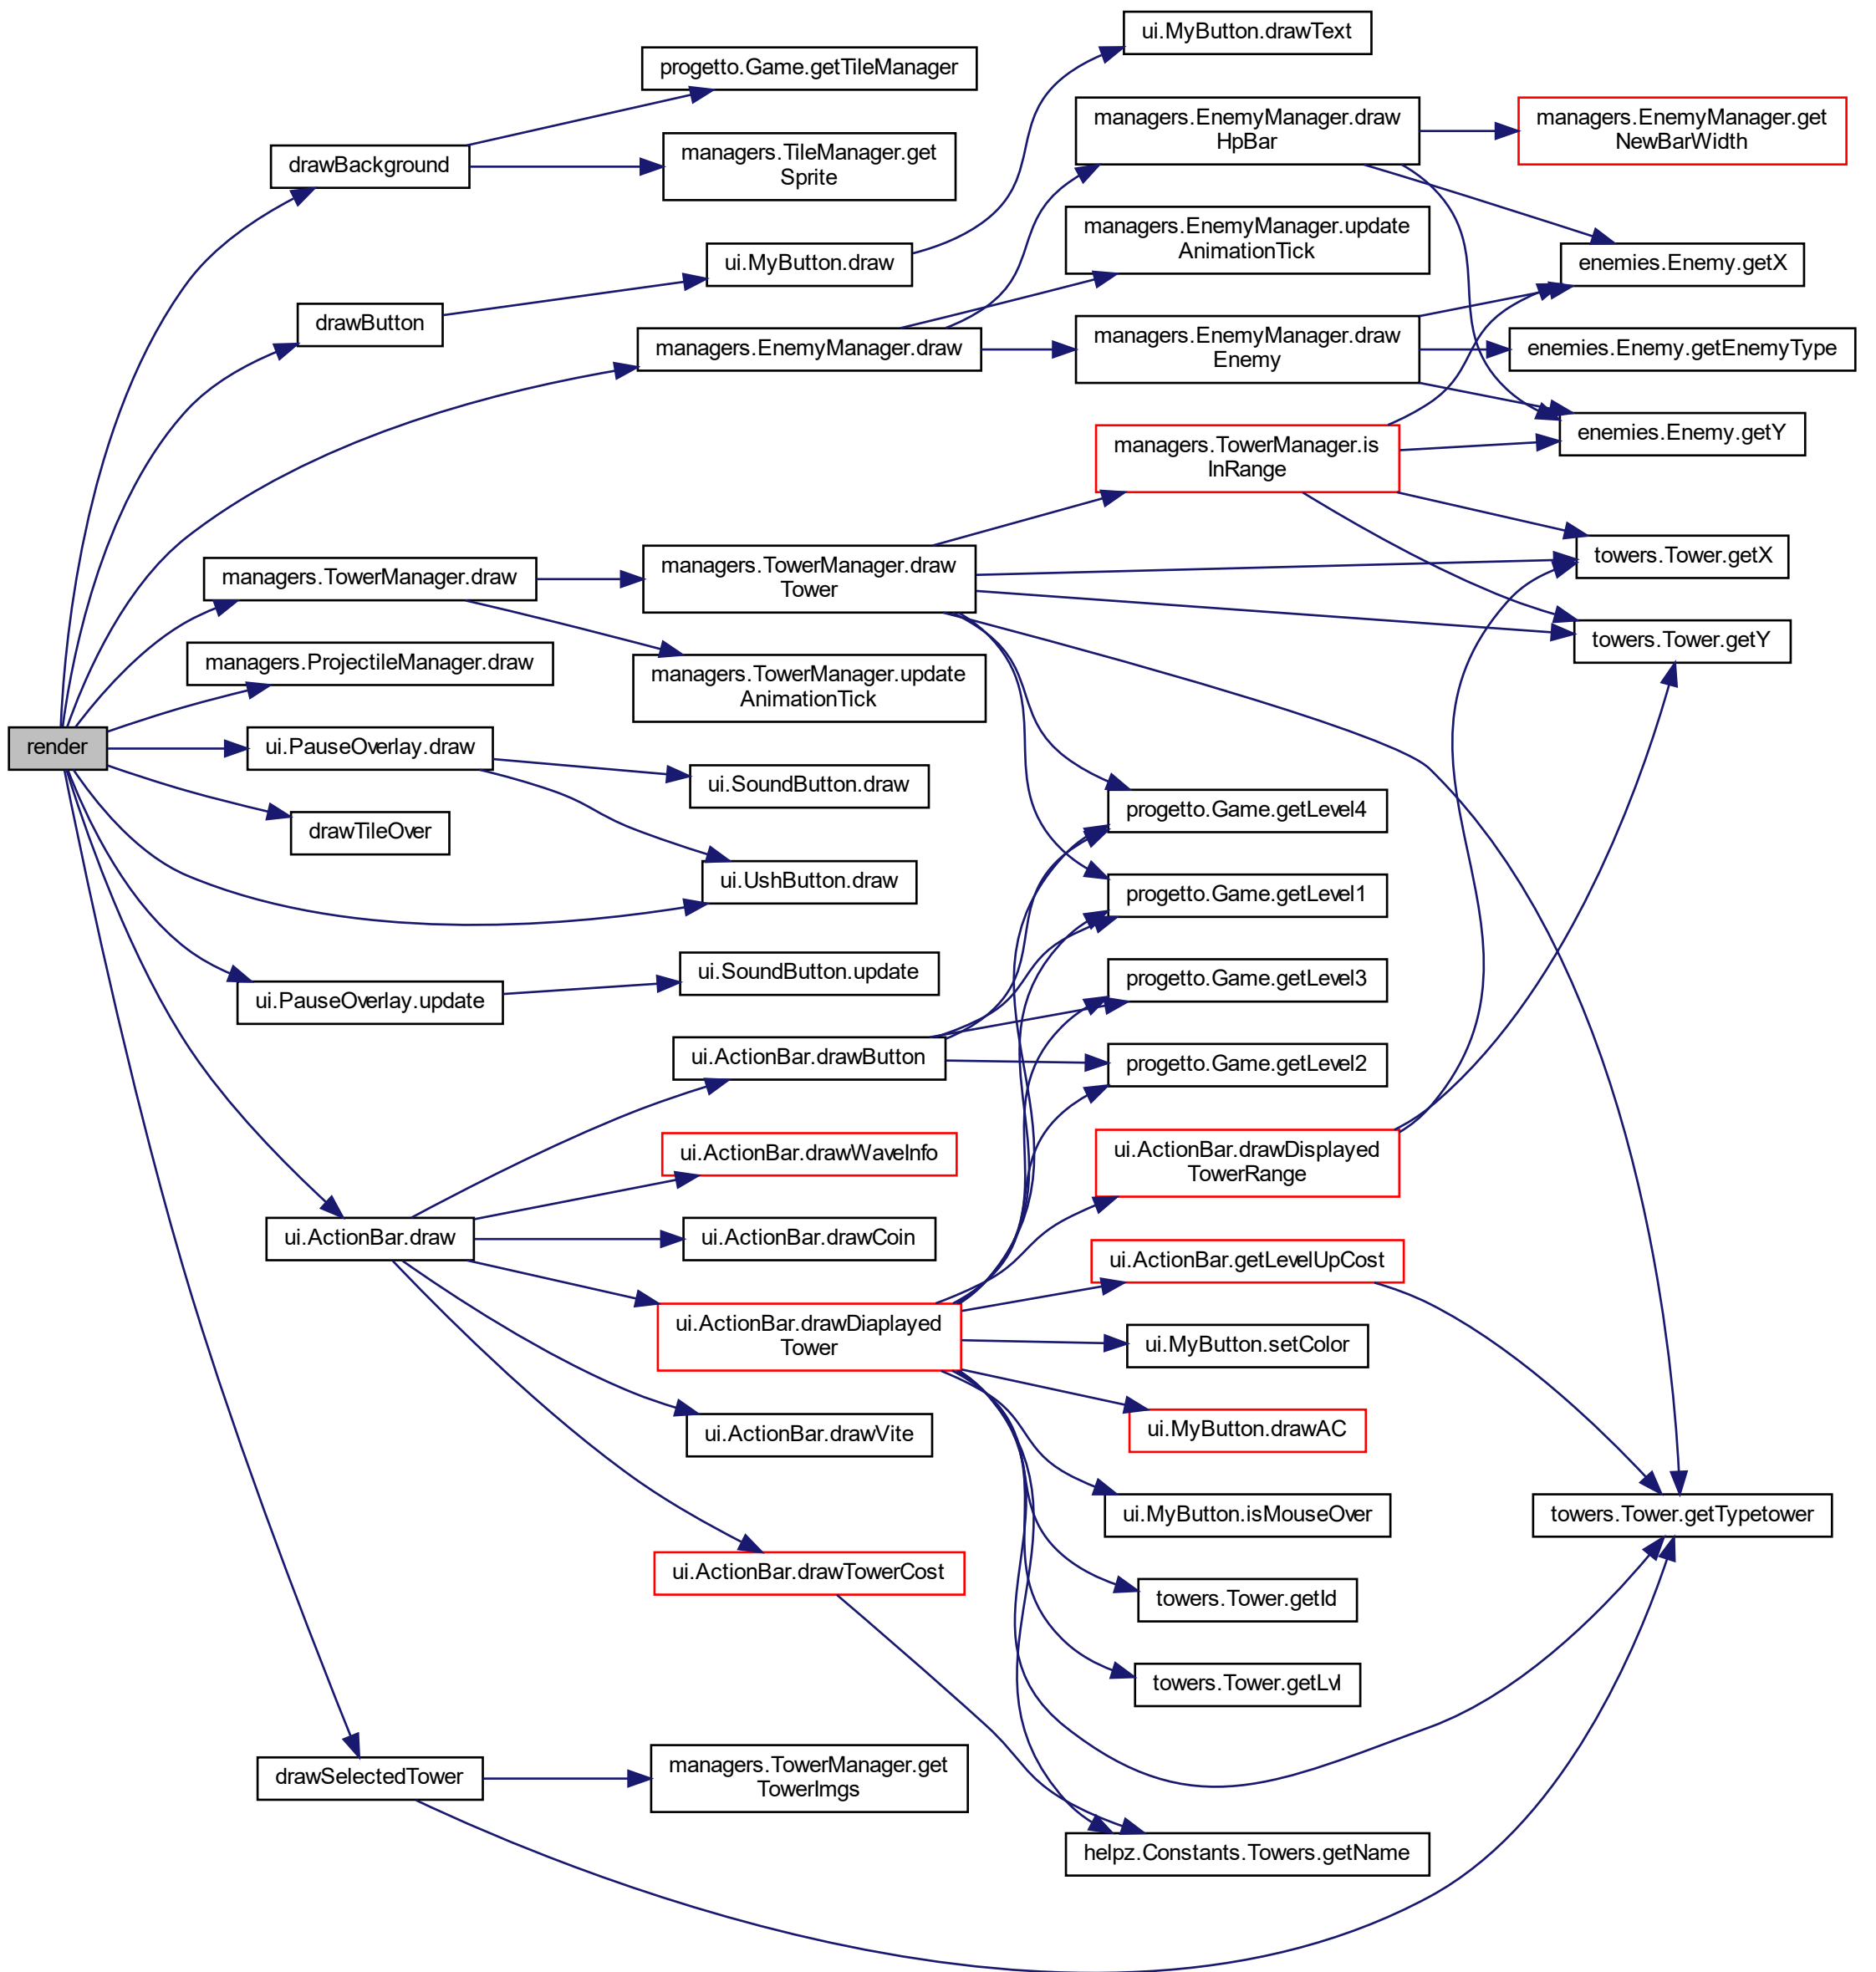 render
drawBackground
drawButton
managers.TowerManager.draw
managers.ProjectileManager.draw
ui.PauseOverlay.draw
drawTileOver
ui.PauseOverlay.update
ui.ActionBar.draw
drawSelectedTower
progetto.Game.getTileManager
managers.TileManager.get
Sprite
ui.MyButton.draw
managers.EnemyManager.draw
managers.TowerManager.draw
Tower
managers.TowerManager.update
AnimationTick
ui.SoundButton.draw
ui.UshButton.draw
ui.SoundButton.update
ui.ActionBar.drawButton
ui.ActionBar.drawWaveInfo
ui.ActionBar.drawCoin
ui.ActionBar.drawDiaplayed
Tower
ui.ActionBar.drawVite
ui.ActionBar.drawTowerCost
managers.TowerManager.get
TowerImgs
ui.MyButton.drawText
managers.EnemyManager.draw
HpBar
managers.EnemyManager.update
AnimationTick
managers.EnemyManager.draw
Enemy
managers.TowerManager.is
InRange
progetto.Game.getLevel4
progetto.Game.getLevel1
progetto.Game.getLevel3
progetto.Game.getLevel2
ui.ActionBar.drawDisplayed
TowerRange
ui.ActionBar.getLevelUpCost
ui.MyButton.setColor
ui.MyButton.drawAC
ui.MyButton.isMouseOver
towers.Tower.getId
towers.Tower.getLvl
helpz.Constants.Towers.getName
managers.EnemyManager.get
NewBarWidth
enemies.Enemy.getX
enemies.Enemy.getEnemyType
enemies.Enemy.getY
towers.Tower.getX
towers.Tower.getY
towers.Tower.getTypetower